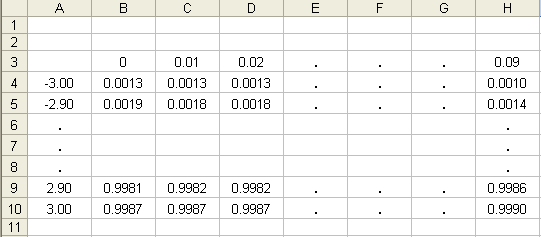 A B C D E F G H
1
2
3 0 0.01 0.02 . . . 0.09
4 -3.00 0.0013 0.0013 0.0013 . . . 0.0010
5 -2.90 0.0019 0.0018 0.0018 . . . 0.0014
6 . .
7 . .
8 . .
9 2.90 0.9981 0.9982 0.9982 . . . 0.9986
10 3.00 0.9987 0.9987 0.9987 . . . 0.9990
11